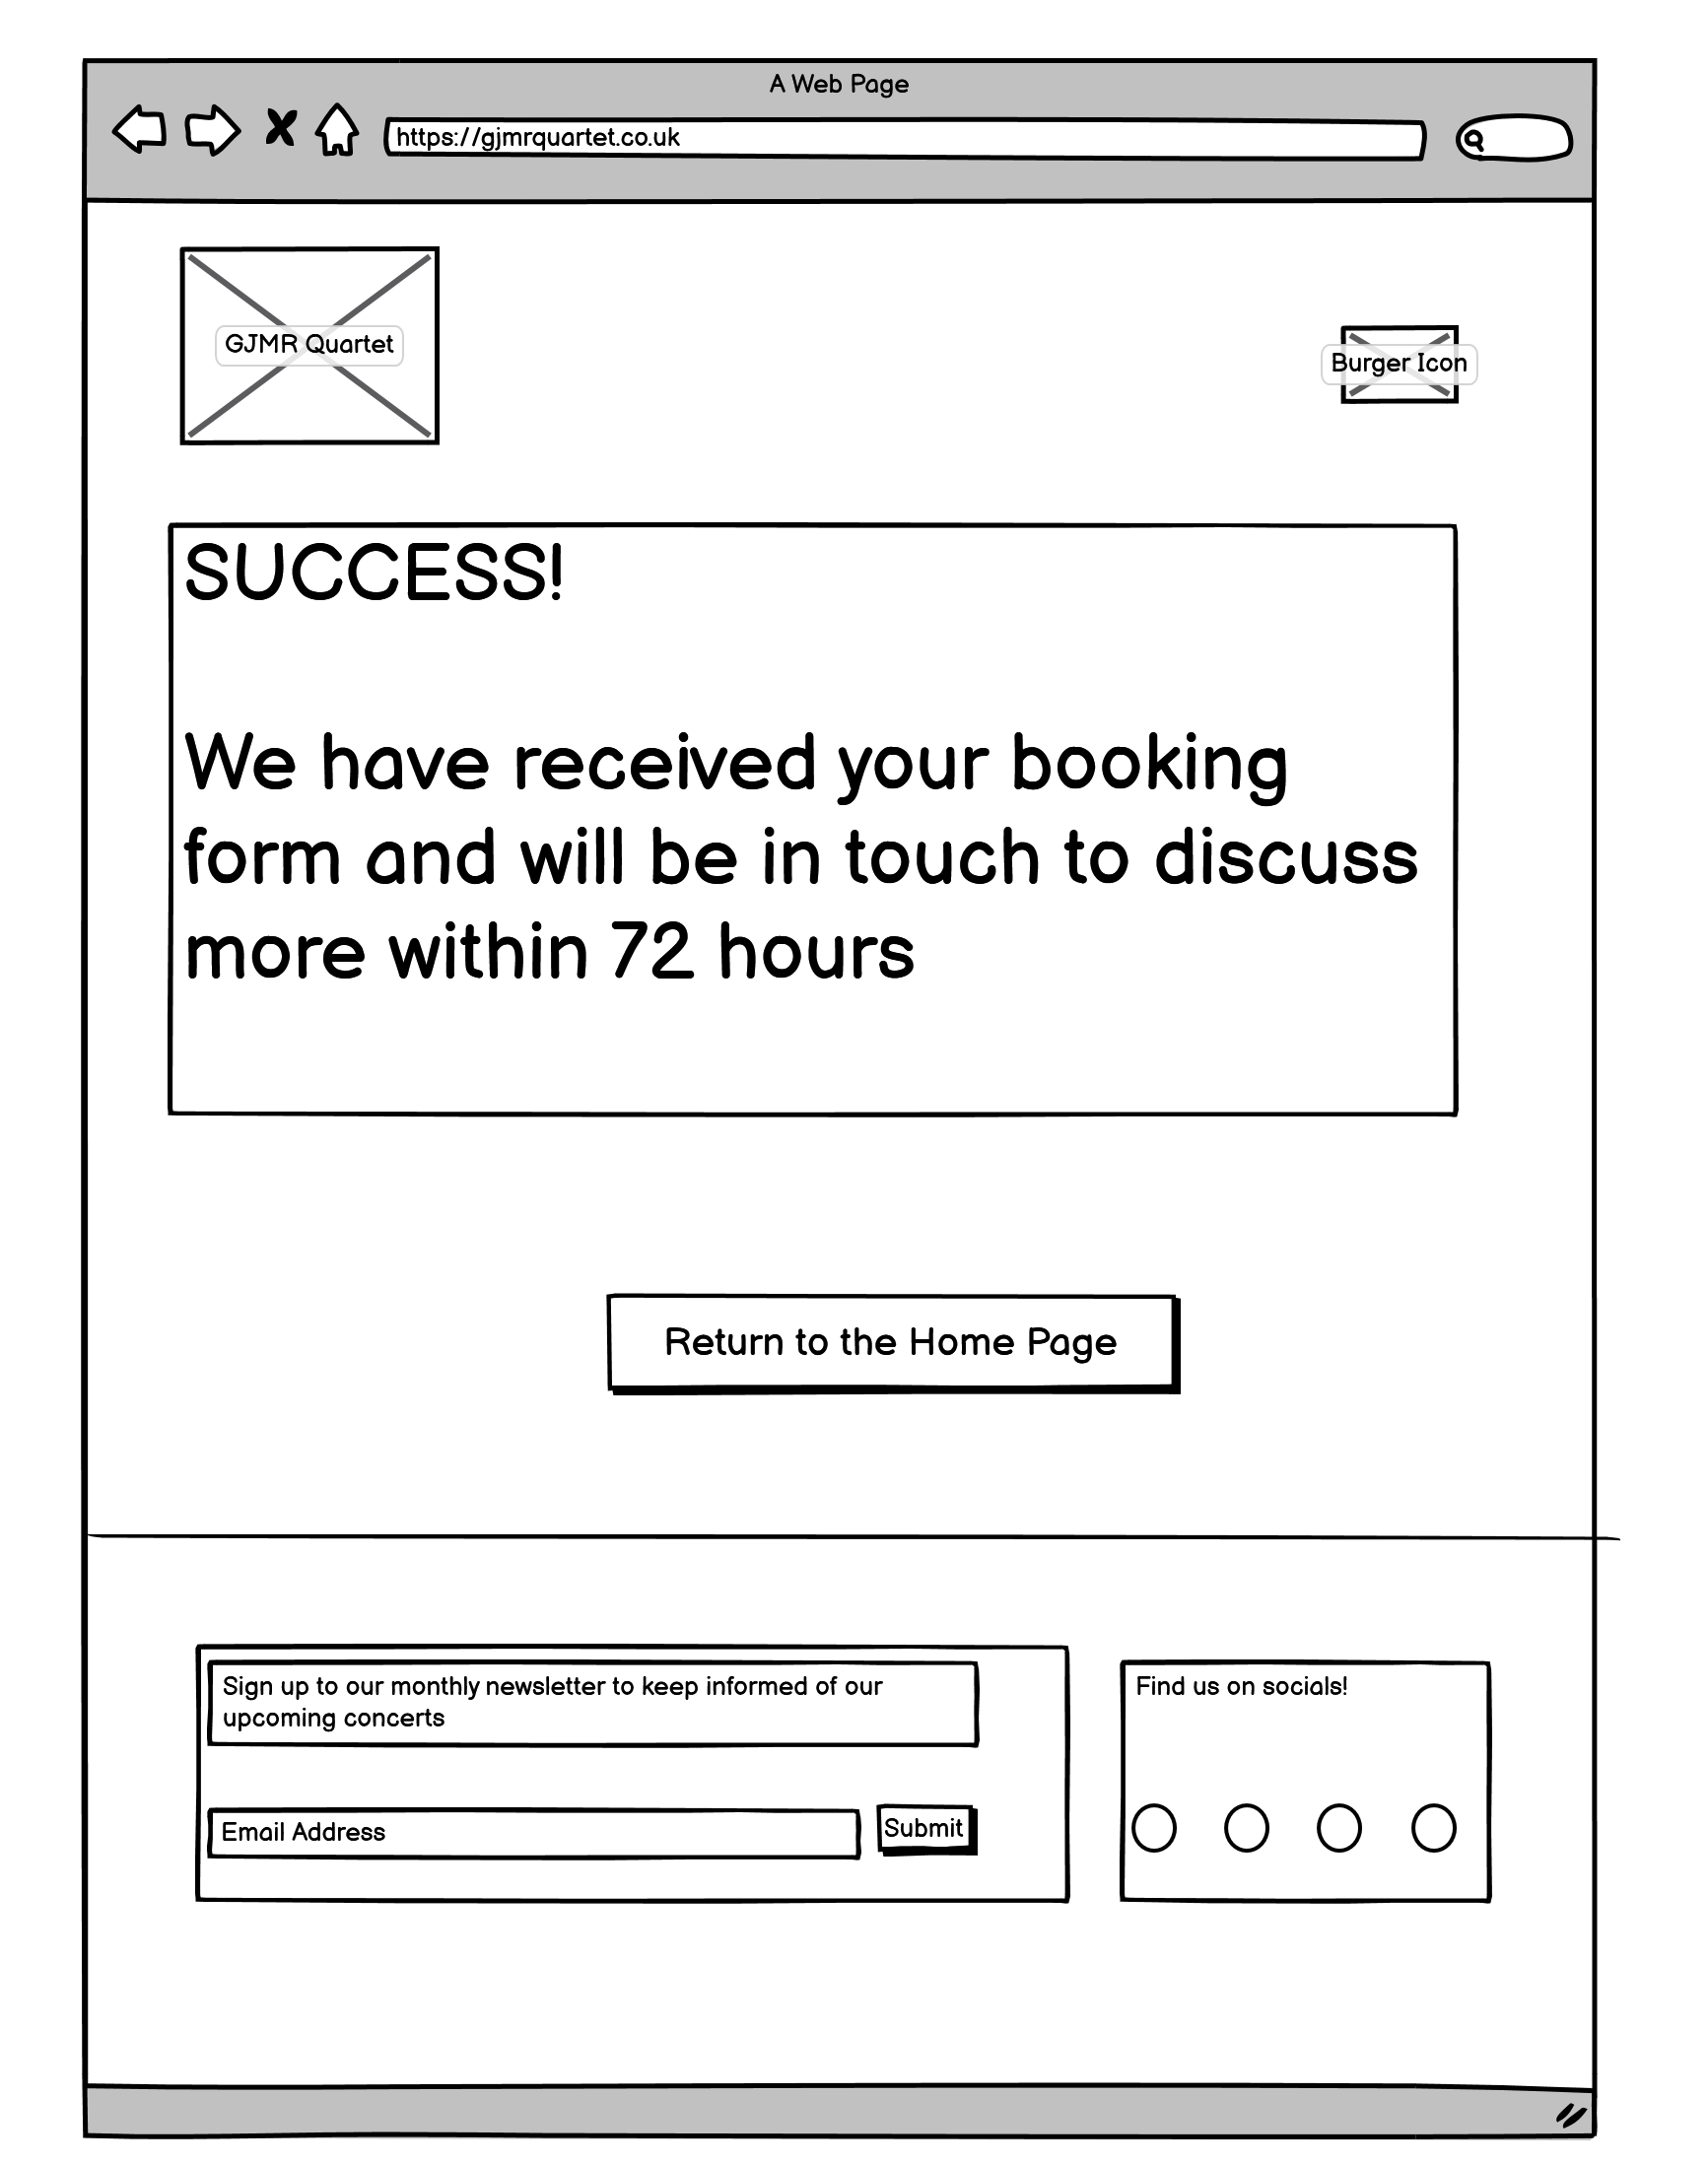 A Web Page
https://gjmrquartet.co.uk
GJMR Quartet
Burger Icon
SUCCESS!
We have received your booking
form and will be in touch to discuss
more within 72 hours
Return to the Home Page
Sign up to our monthly newsletter to keep informed of our
upcoming concerts
Email Address
Submit
Find us on socials!